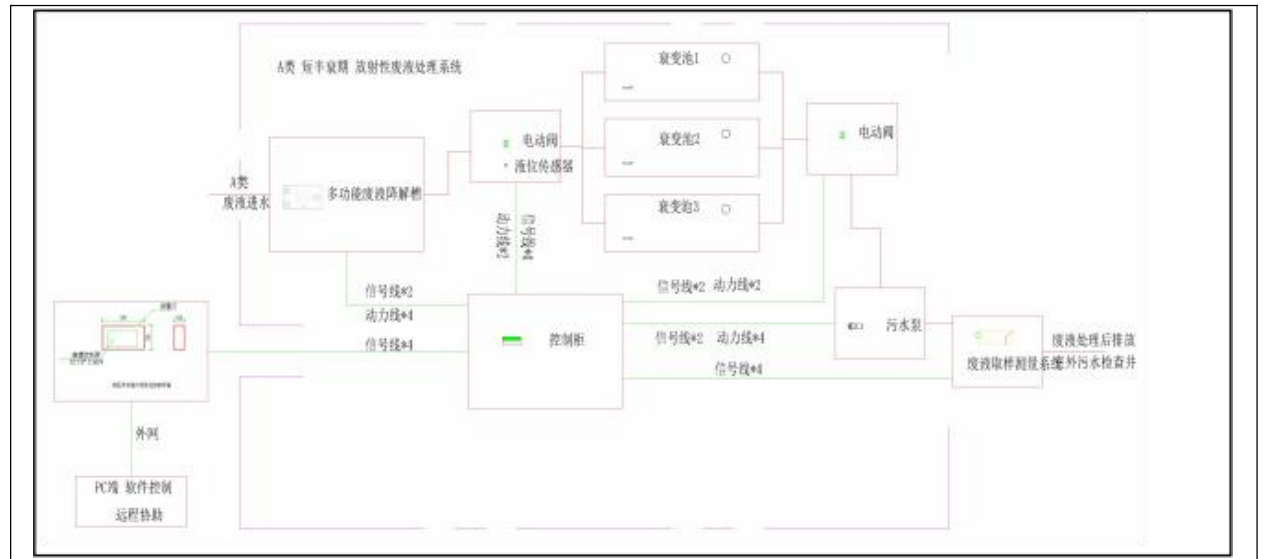 A类 短半衰期 放射性废液处理系统
衰变池1
衰变池2
衰变池3
电动阀
液位传感器
电动阀
A类
废液进水
多功能废液降解槽
信号线*4
动力线*2
信号线*2
动力线*4
信号线*4
信号线*2 动力线*2
信号线*2 动力线*4
信号线*4
控制柜
污水泵
废液取样测量系统
废液处理后排放
室外污水检查井
外网
PC端 软件控制
远程协助